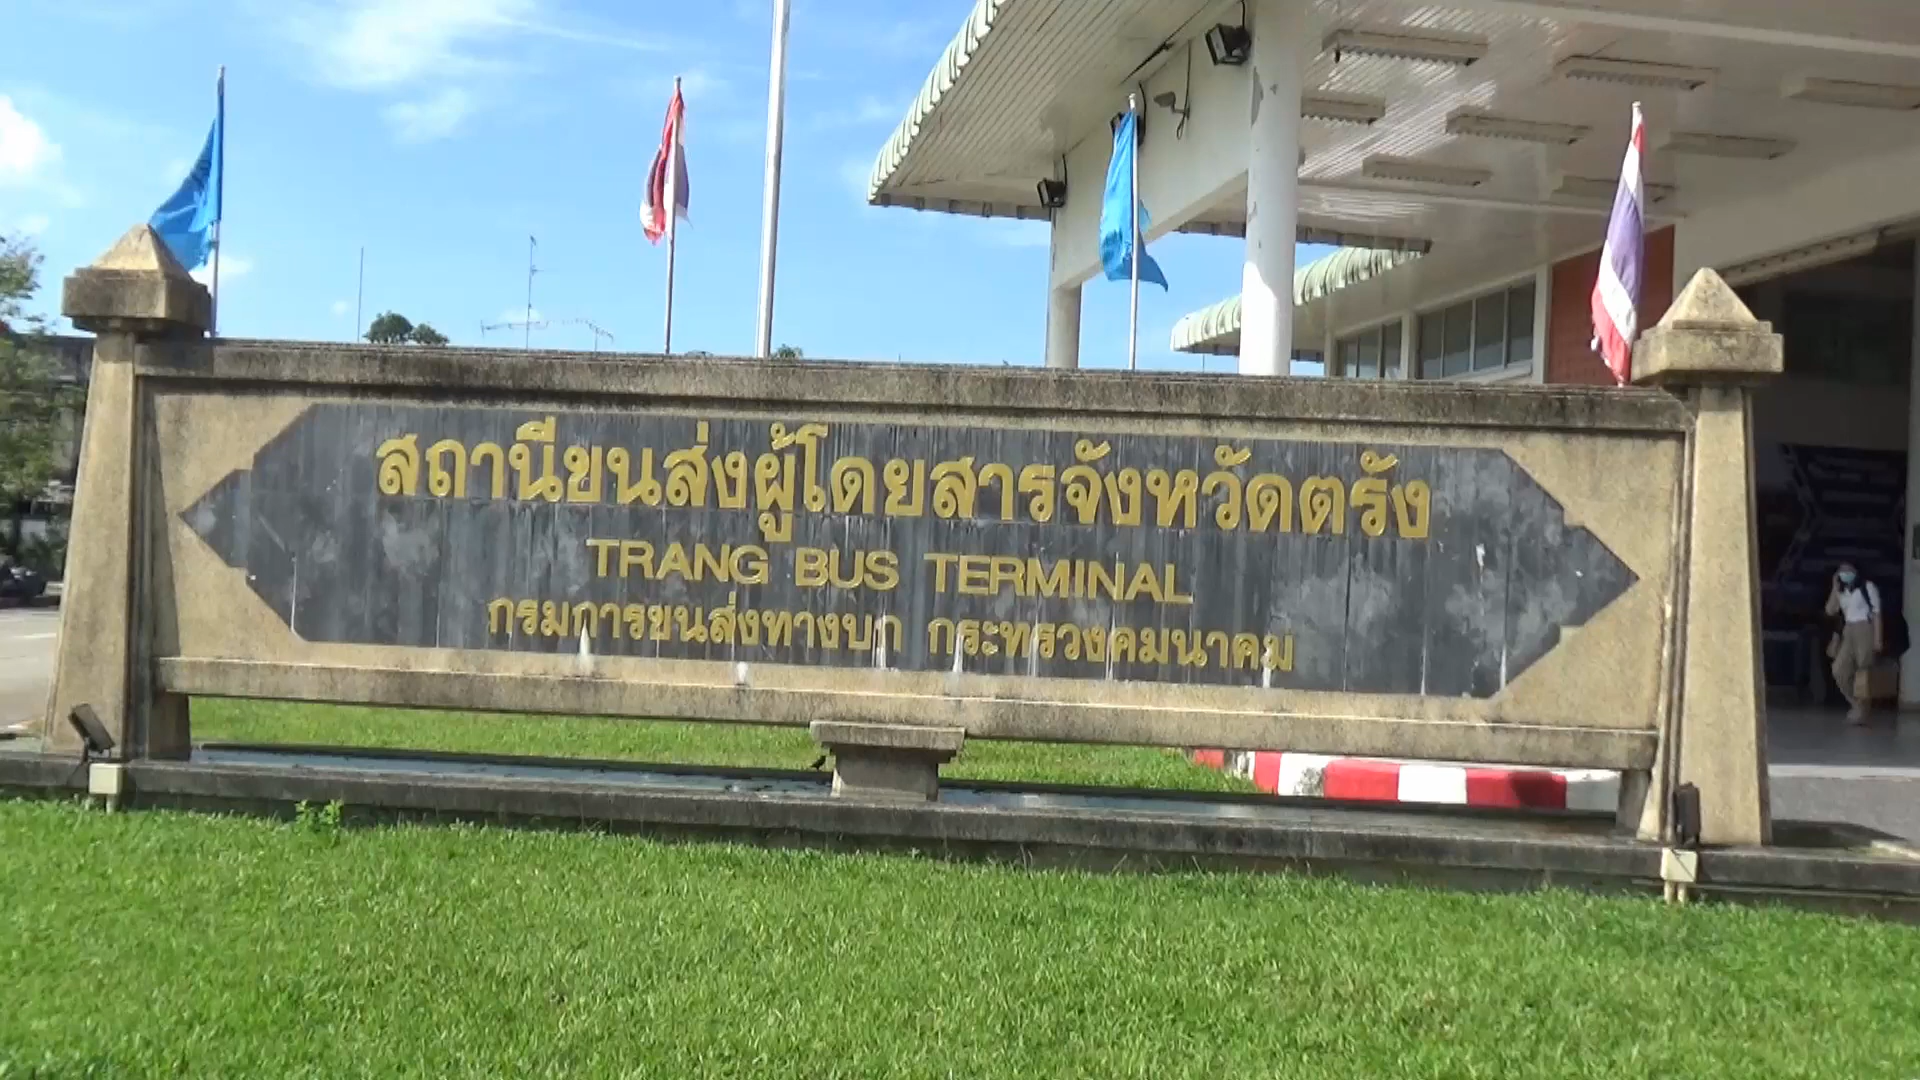 สถานีขนส่งผู้โดยสารจังหวัดตรัง
TRANG BUS TERMINAL
กรมการขนส่งทางบก กระทรวงคมนาคม